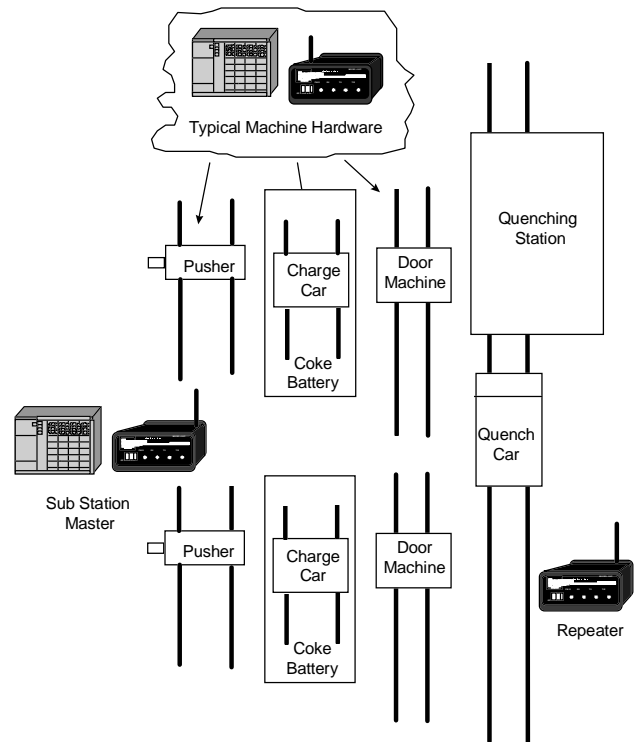 Typical Machine Hardware
Quenching
Station
Pusher
Charge
Car
Door
Machine
Coke
Battery
Quench
Car
Sub Station
Master
Pusher
Charge
Car
Door
Machine
Coke
Battery
Repeater